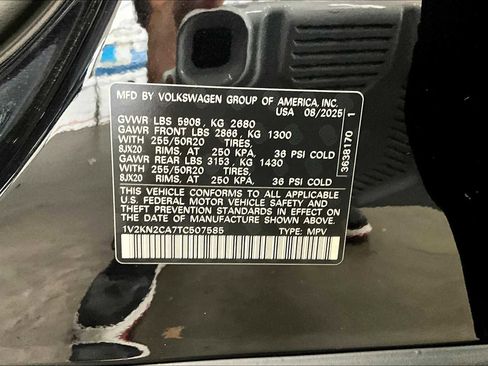 MFD BY VOLKSWAGEN GROUP OF AMERICA, INC.
USA 08/2025
GVWR LBS 5908, KG 2680
GAWR FRONT LBS 2866, KG 1300
WITH 255/50R20 TIRES,
8JX20 RIMS, AT 250 KPA, 36 PSI COLD
GAWR REAR LBS 3153, KG 1430
WITH 255/50R20 TIRES,
8JX20 RIMS, AT 250 KPA, 36 PSI COLD
THIS VEHICLE CONFORMS TO ALL APPLICABLE
U.S. FEDERAL MOTOR VEHICLE SAFETY AND
THEFT PREVENTION STANDARDS IN EFFECT ON
THE DATE OF MANUFACTURE SHOWN ABOVE.
1V2KN2CA7TC507585 TYPE: MPV
3638170 1